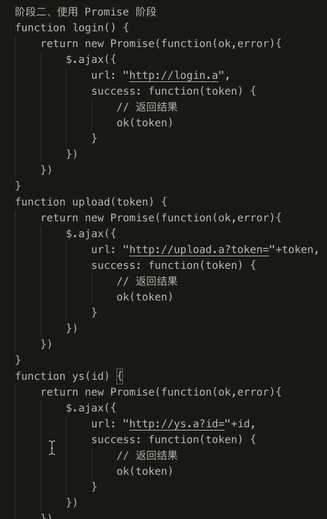 阶段二、使用 Promise 阶段
function login() {
    return new Promise(function(ok,error){
        $.ajax({
            url: "http://login.a",
            success: function(token) {
                // 返回结果
                ok(token)
            }
        })
    })
}
function upload(token) {
    return new Promise(function(ok,error){
        $.ajax({
            url: "http://upload.a?token="+token,
            success: function(token) {
                // 返回结果
                ok(token)
            }
        })
    })
}
function ys(id) {
    return new Promise(function(ok,error){
        $.ajax({
            url: "http://ys.a?id="+id,
            success: function(token) {
                // 返回结果
                ok(token)
            }
        })
    })